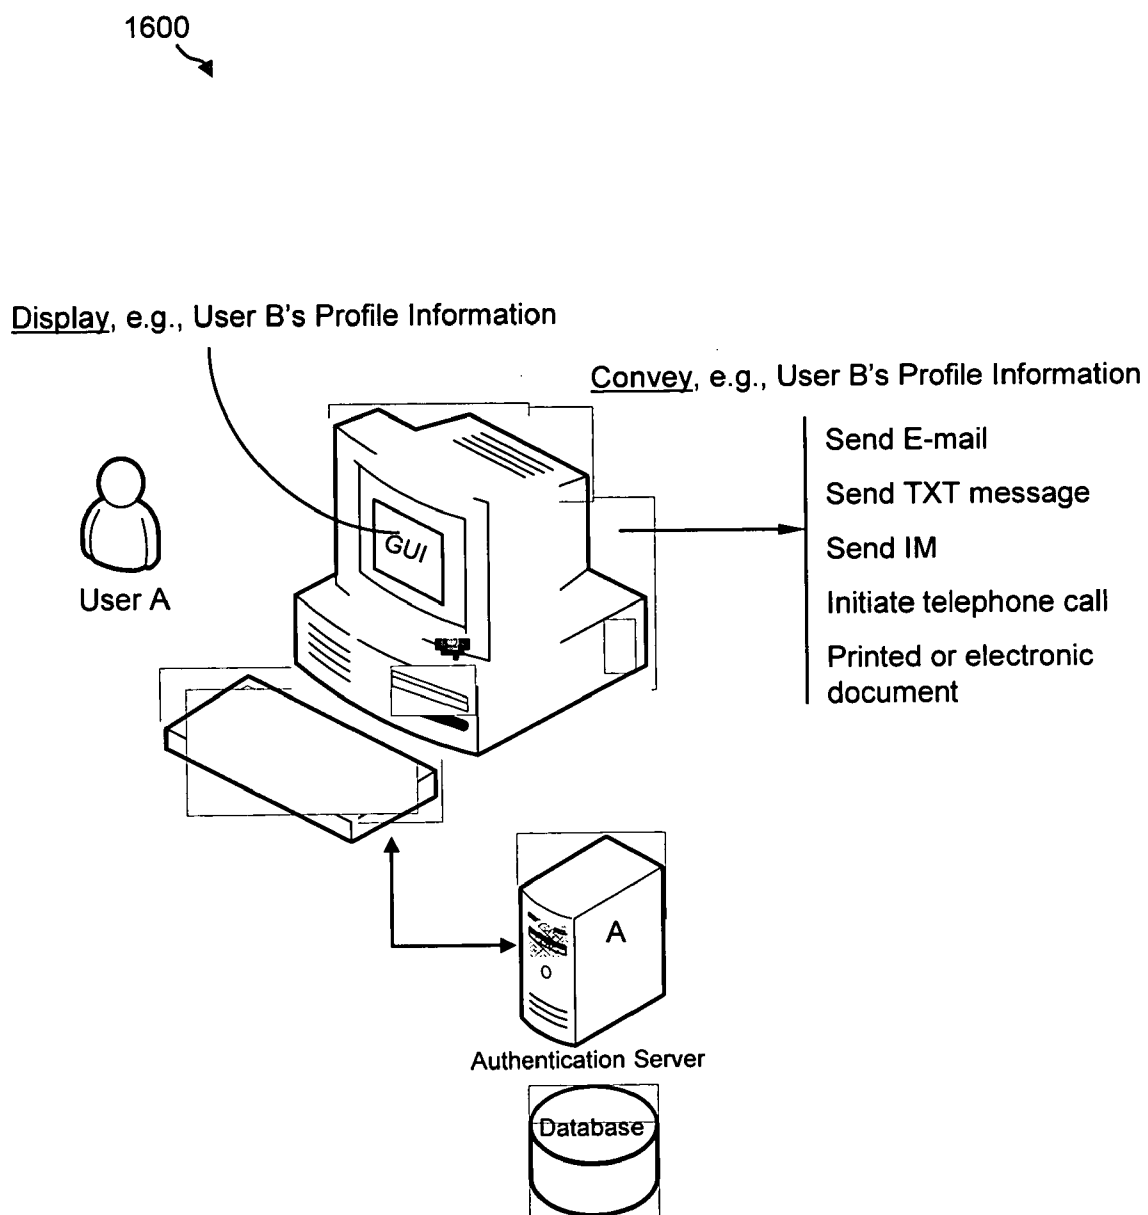 1600
Display, e.g., User B's Profile Information
Convey, e.g., User B's Profile Information
Send E-mail
Send TXT message
Send IM
Initiate telephone call
Printed or electronic
document
GUI
User A
A
Authentication Server
Database